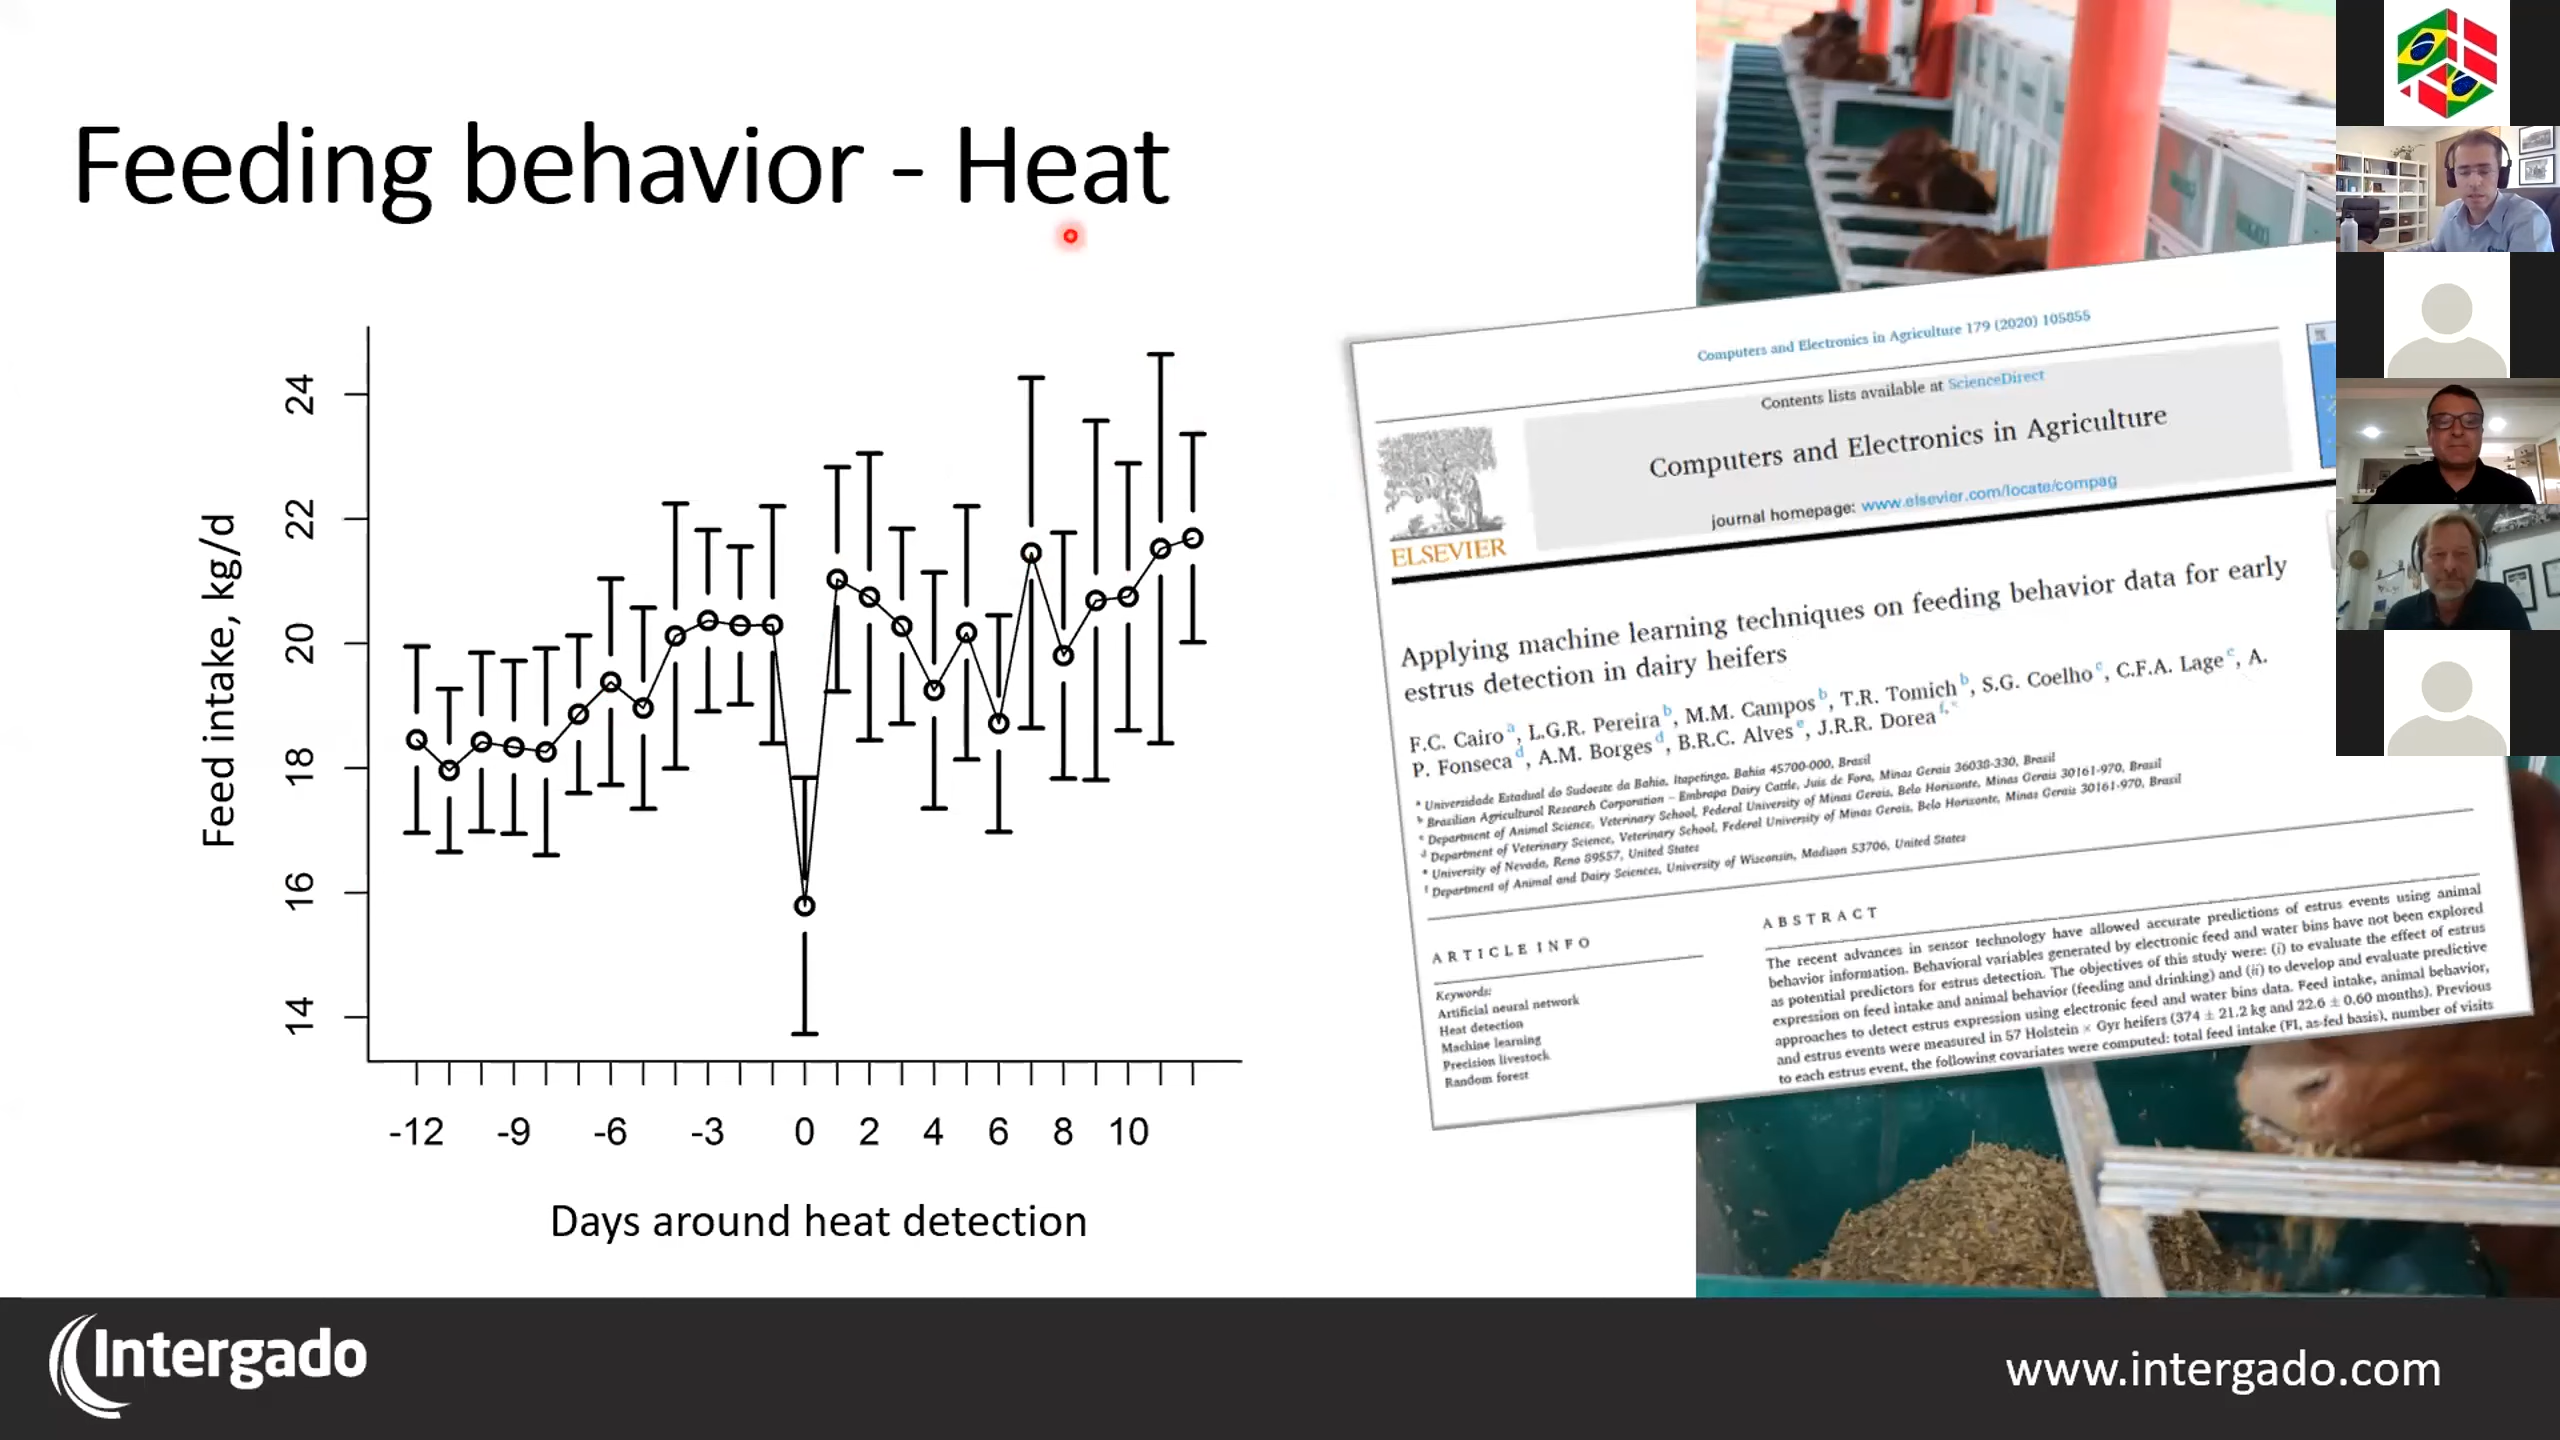 Feeding behavior - Heat
Feed intake, kg/d
24
22
20
18
16
14
-12 -9 -6 -3 0 2 4 6 8 10
Days around heat detection
Computers and Electronics in Agriculture 179 (2020) 105855
Contents lists available at ScienceDirect
Computers and Electronics in Agriculture
journal homepage: www.elsevier.com/locate/compag
ELSEVIER
Applying machine learning techniques on feeding behavior data for early
estrus detection in dairy heifers
F.C. Cairo a, L.G.R. Pereira b, M.M. Campos b, T.R. Tomich b, S.G. Coelho c, C.F.A. Lage c, A.
P. Fonseca d, A.M. Borges d, B.R.C. Alves e, J.R.R. Dorea f,*
a Universidade Estadual do Sudoeste da Bahia, Itapetinga, Bahia 45700-000, Brasil
b Brazilian Agricultural Research Corporation – Embrapa Dairy Cattle, Juis de Fora, Minas Gerais 36038-330, Brasil
c Department of Animal Science, Veterinary School, Federal University of Minas Gerais, Belo Horizonte, Minas Gerais 30161-970, Brasil
d Department of Veterinary Science, Veterinary School, Federal University of Minas Gerais, Belo Horizonte, Minas Gerais 30161-970, Brasil
e University of Nevada, Reno 89557, United States
f Department of Animal and Dairy Sciences, University of Wisconsin, Madison 53706, United States
ARTICLE INFO
Keywords:
Artificial neural network
Heat detection
Machine learning
Precision livestock
Random forest
ABSTRACT
The recent advances in sensor technology have allowed accurate predictions of estrus events using animal
behavior information. Behavioral variables generated by electronic feed and water bins have not been explored
as potential predictors for estrus detection. The objectives of this study were: (i) to evaluate the effect of estrus
expression on feed intake and animal behavior (feeding and drinking) and (ii) to develop and evaluate predictive
approaches to detect estrus expression using electronic feed and water bins data. Feed intake, animal behavior,
and estrus events were measured in 57 Holstein × Gyr heifers (374 ± 21.2 kg and 22.6 ± 0.60 months). Previous
to each estrus event, the following covariates were computed: total feed intake (FI, as-fed basis), number of visits
Intergado
www.intergado.com